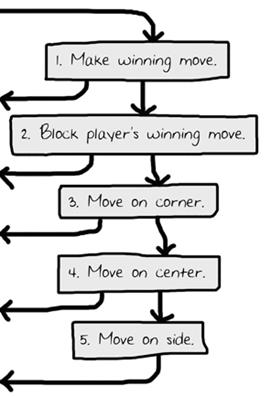 1. Make winning move.
2. Block player's winning move.
3. Move on corner.
4. Move on center.
5. Move on side.